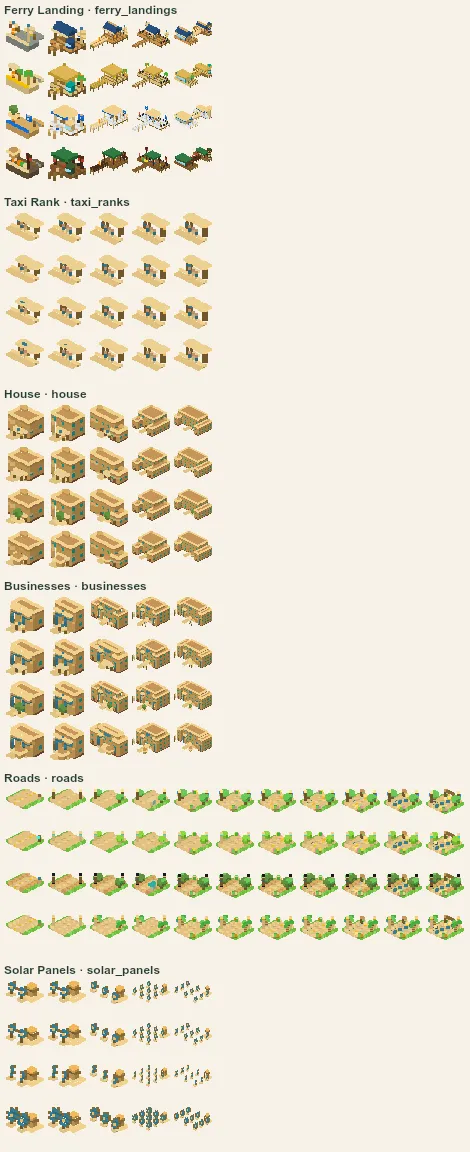 Ferry Landing · ferry_landings
Taxi Rank · taxi_ranks
House · house
Businesses · businesses
Roads · roads
Solar Panels · solar_panels